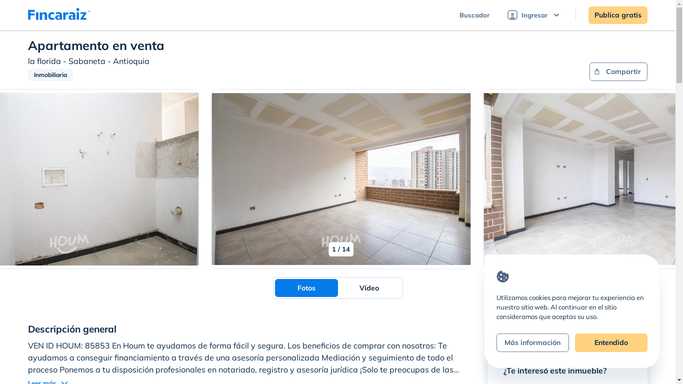 Fincaraiz
Buscador
Ingresar
Publica gratis
Apartamento en venta
la florida - Sabaneta - Antioquia
Inmobiliaria
Compartir
HOUM
HOUM
HOUM
1 / 14
Fotos
Video
Descripción general
VEN ID HOUM: 85853 En Houm te ayudamos de forma fácil y segura. Los beneficios de comprar con nosotros: Te
ayudamos a conseguir financiamiento a través de una asesoría personalizada Mediación y seguimiento de todo el
proceso Ponemos a tu disposición profesionales en notariado, registro y asesoría jurídica ¡Solo te preocupas de las...
Leer más
Utilizamos cookies para mejorar tu experiencia en
nuestro sitio web. Al continuar en el sitio
consideramos que aceptas su uso.
Más información
Entendido
¿Te interesó este inmueble?